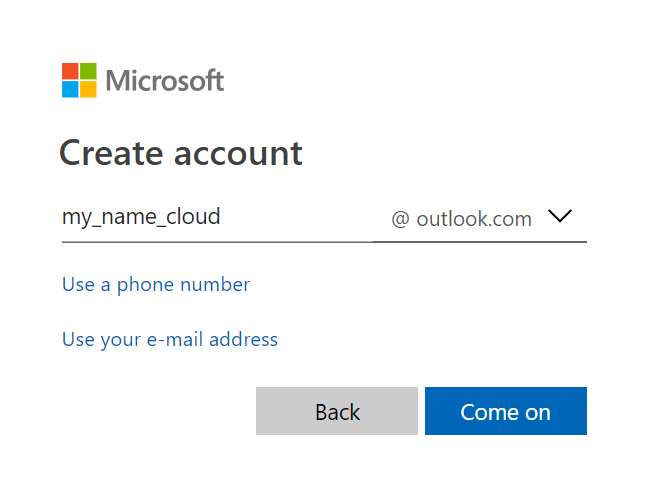 Microsoft
Create account
my_name_cloud @ outlook.com
Use a phone number
Use your e-mail address
Back Come on